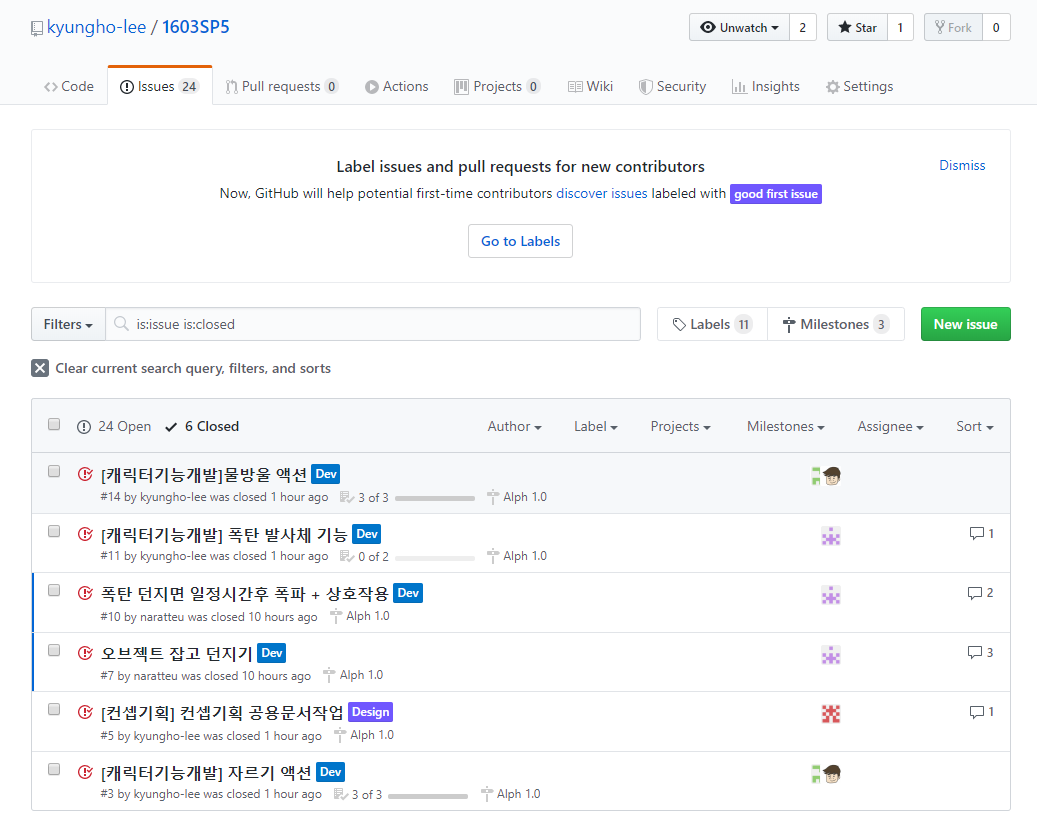 kyungho-lee / 1603SP5
Unwatch 2 Star 1 Fork 0
Code Issues 24 Pull requests 0 Actions Projects 0 Wiki Security Insights Settings
Label issues and pull requests for new contributors
Dismiss
Now, GitHub will help potential first-time contributors discover issues labeled with good first issue
Go to Labels
Filters is:issue is:closed Labels 11 Milestones 3 New issue
Clear current search query, filters, and sorts
24 Open 6 Closed Author Label Projects Milestones Assignee Sort
[캐릭터기능개발]물방울 액션 Dev
#14 by kyungho-lee was closed 1 hour ago 3 of 3 Alph 1.0
[캐릭터기능개발] 폭탄 발사체 기능 Dev 1
#11 by kyungho-lee was closed 1 hour ago 0 of 2 Alph 1.0
폭탄 던지면 일정시간후 폭파 + 상호작용 Dev 2
#10 by naratteu was closed 10 hours ago Alph 1.0
오브젝트 잡고 던지기 Dev 3
#7 by naratteu was closed 10 hours ago Alph 1.0
[컨셉기획] 컨셉기획 공용문서작업 Design 1
#5 by kyungho-lee was closed 1 hour ago Alph 1.0
[캐릭터기능개발] 자르기 액션 Dev
#3 by kyungho-lee was closed 1 hour ago 3 of 3 Alph 1.0